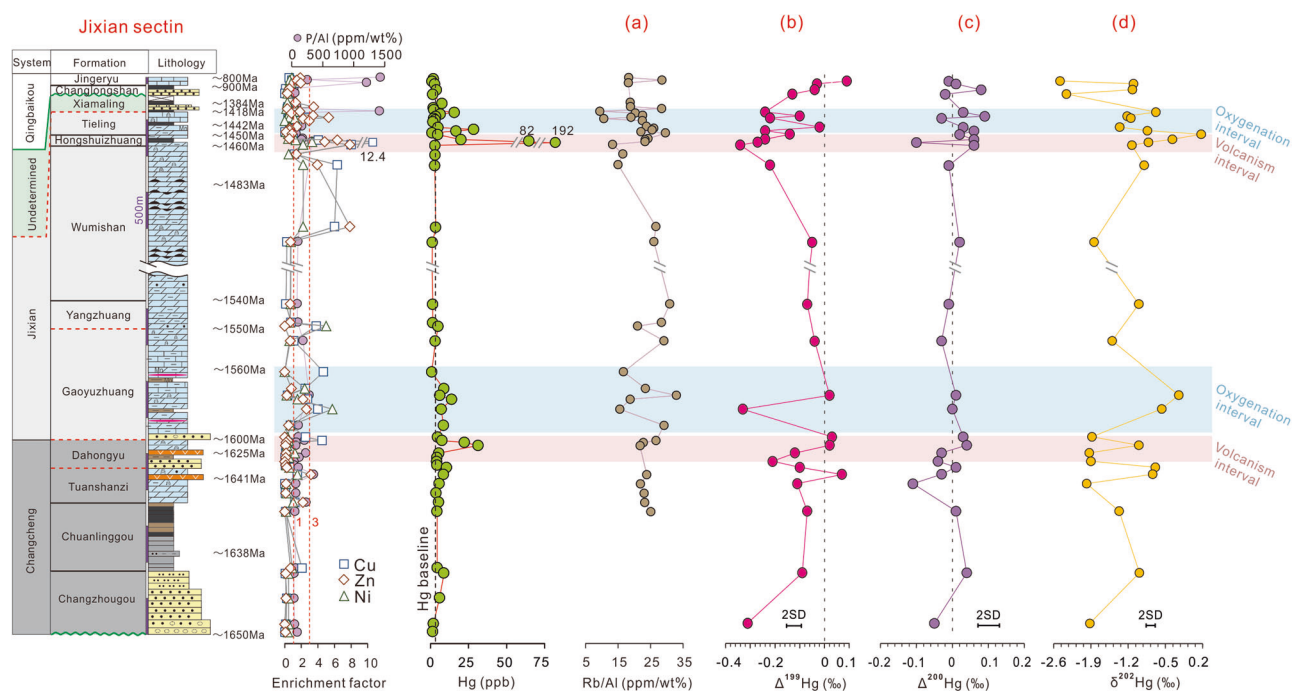 Jixian sectin
P/Al (ppm/wt%)
0 500 1000 1500
(a) (b) (c) (d)
System Formation Lithology
Qingbaikou
Undetermined
Jixian
Changcheng
Jingeryu
Changlongshan
Xiamaling
Tieling
Hongshuizhuang
Wumishan
Yangzhuang
Gaoyuzhuang
Dahongyu
Tuanshanzi
Chuanlinggou
Changzhougou
500m
Mn
Mn
~800Ma
~900Ma
~1384Ma
~1418Ma
~1442Ma
~1450Ma
~1460Ma
~1483Ma
~1540Ma
~1550Ma
~1560Ma
~1600Ma
~1625Ma
~1641Ma
~1638Ma
~1650Ma
12.4
82 192
1 3
Cu
Zn
Ni
Hg baseline
2SD 2SD 2SD
Oxygenation interval
Volcanism interval
Oxygenation interval
Volcanism interval
0 2 4 6 8 10
Enrichment factor
0 25 50 75 82
Hg (ppb)
5 15 25 35
Rb/Al (ppm/wt%)
-0.4 -0.2 0 0.1
Δ199Hg (‰)
-0.2 -0.1 0 0.1 0.2
Δ200Hg (‰)
-2.6 -1.9 -1.2 -0.5 0.2
δ202Hg (‰)